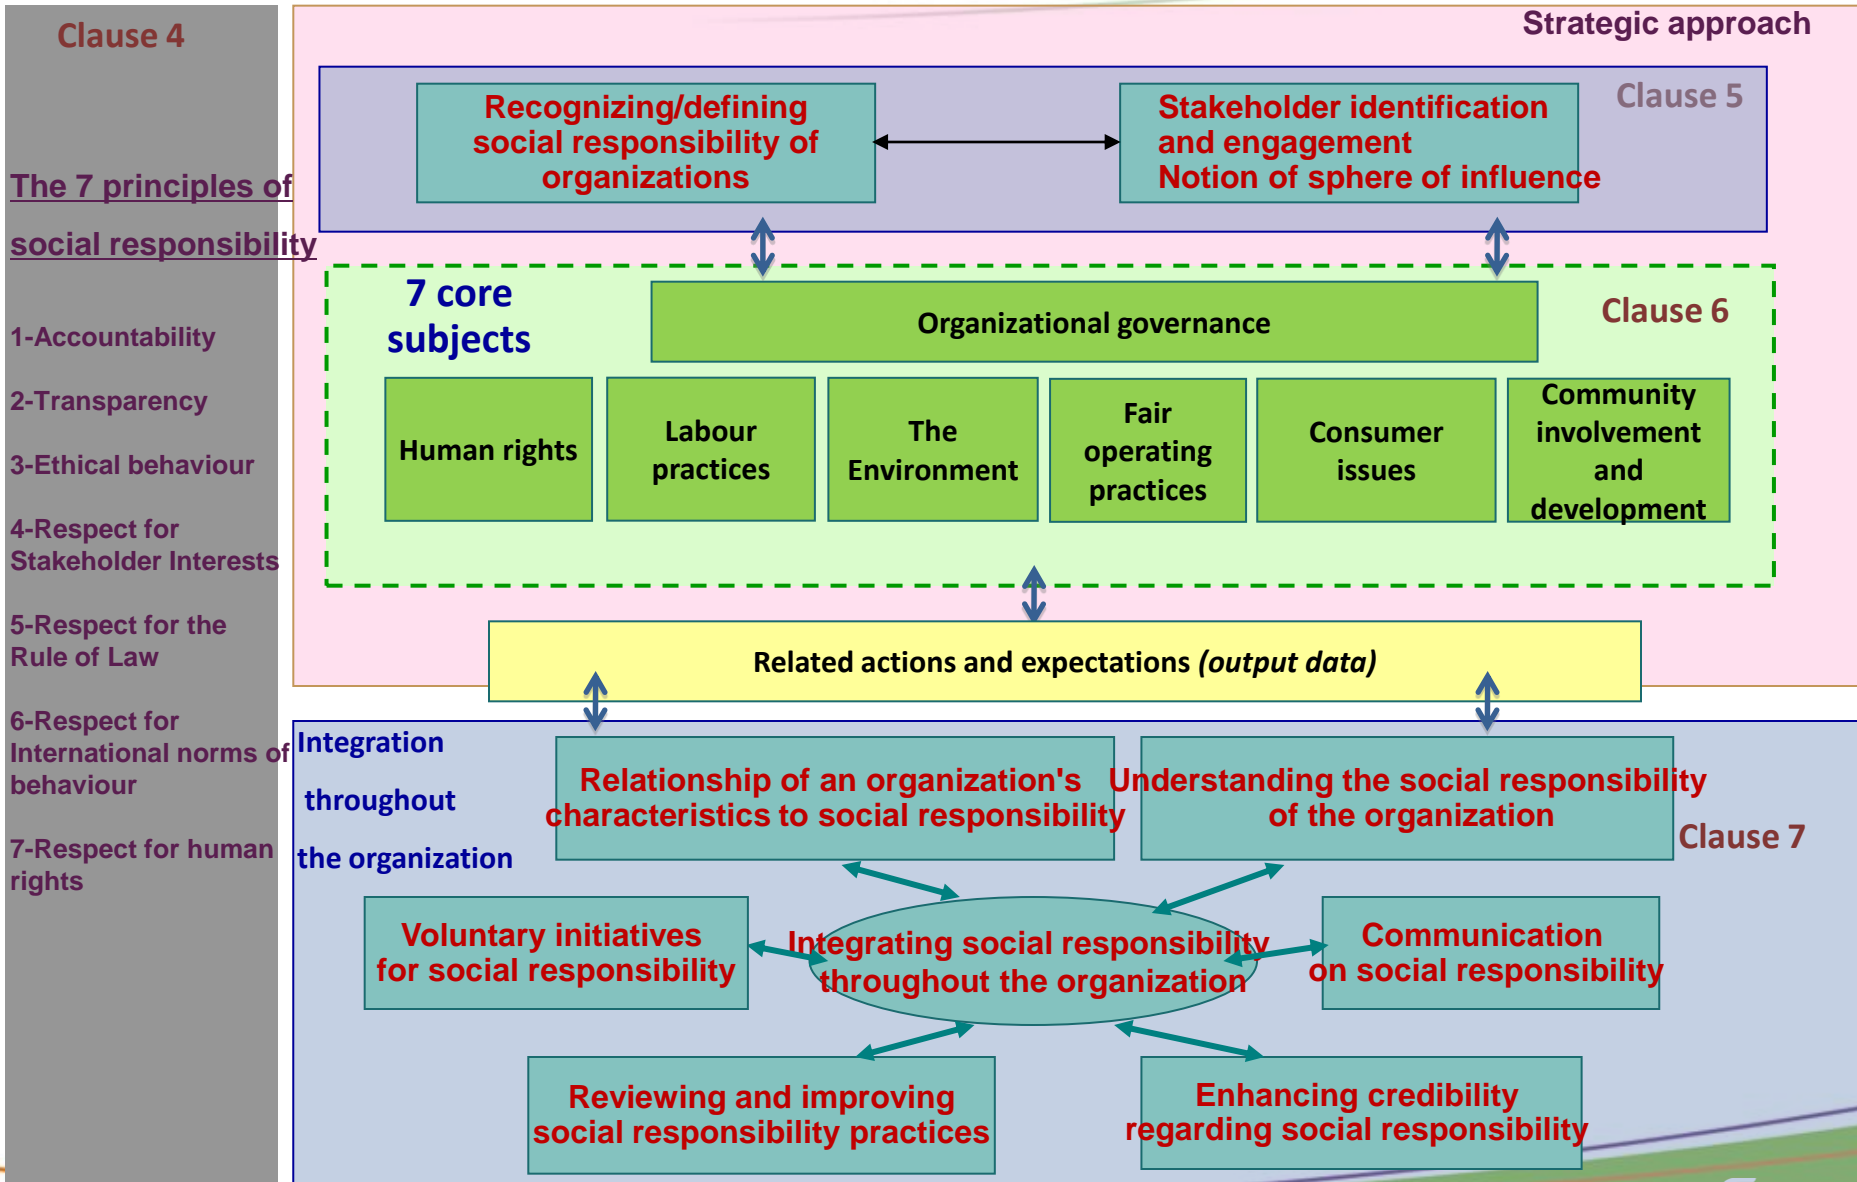 Clause 4
The 7 principles of
social responsibility
1-Accountability
2-Transparency
3-Ethical behaviour
4-Respect for
Stakeholder Interests
5-Respect for the
Rule of Law
6-Respect for
International norms of
behaviour
7-Respect for human
rights
Strategic approach
Clause 5
Recognizing/defining
social responsibility of
organizations
Stakeholder identification
and engagement
Notion of sphere of influence
7 core
subjects
Organizational governance
Clause 6
Human rights
Labour
practices
The
Environment
Fair
operating
practices
Consumer
issues
Community
involvement
and
development
Related actions and expectations (output data)
Integration
throughout
the organization
Relationship of an organization's
characteristics to social responsibility
Understanding the social responsibility
of the organization
Clause 7
Voluntary initiatives
for social responsibility
Integrating social responsibility
throughout the organization
Communication
on social responsibility
Reviewing and improving
social responsibility practices
Enhancing credibility
regarding social responsibility